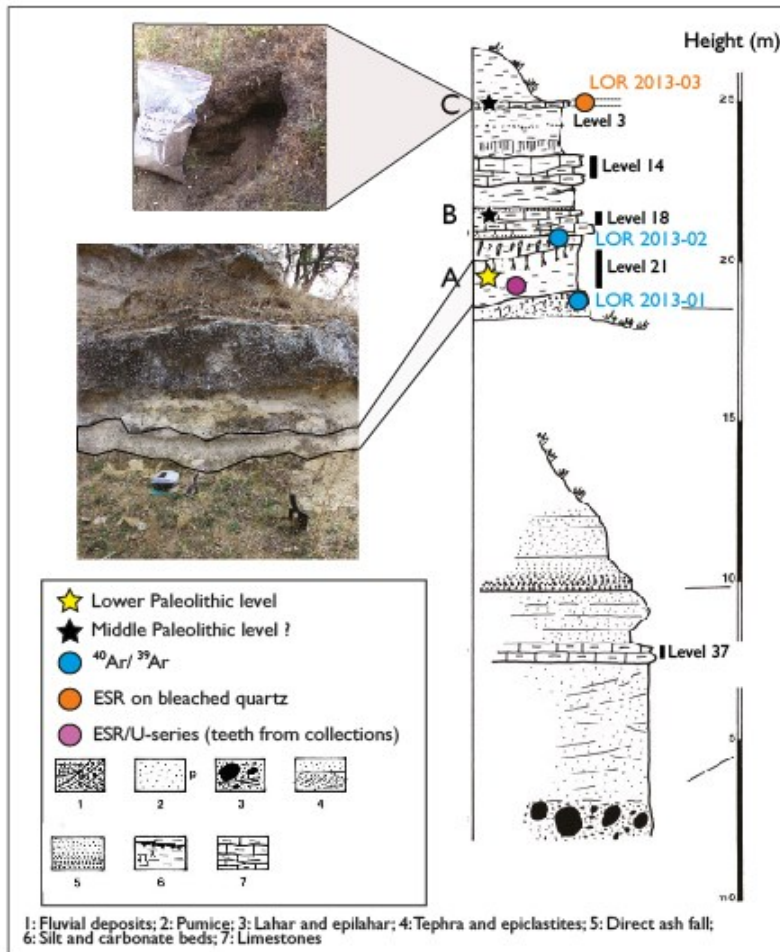 Height (m)
LOR 2013-03
25
C
Level 3
Level 14
B
Level 18
LOR 2013-02
20
Level 21
A
LOR 2013-01
15
10
Level 37
5
m0
Lower Paleolithic level
Middle Paleolithic level ?
⁴⁰Ar/ ³⁹Ar
ESR on bleached quartz
ESR/U-series (teeth from collections)
P
1 2 3 4
5 6 7
1: Fluvial deposits; 2: Pumice; 3: Lahar and epilahar; 4: Tephra and epiclastites; 5: Direct ash fall;
6: Silt and carbonate beds; 7: Limestones